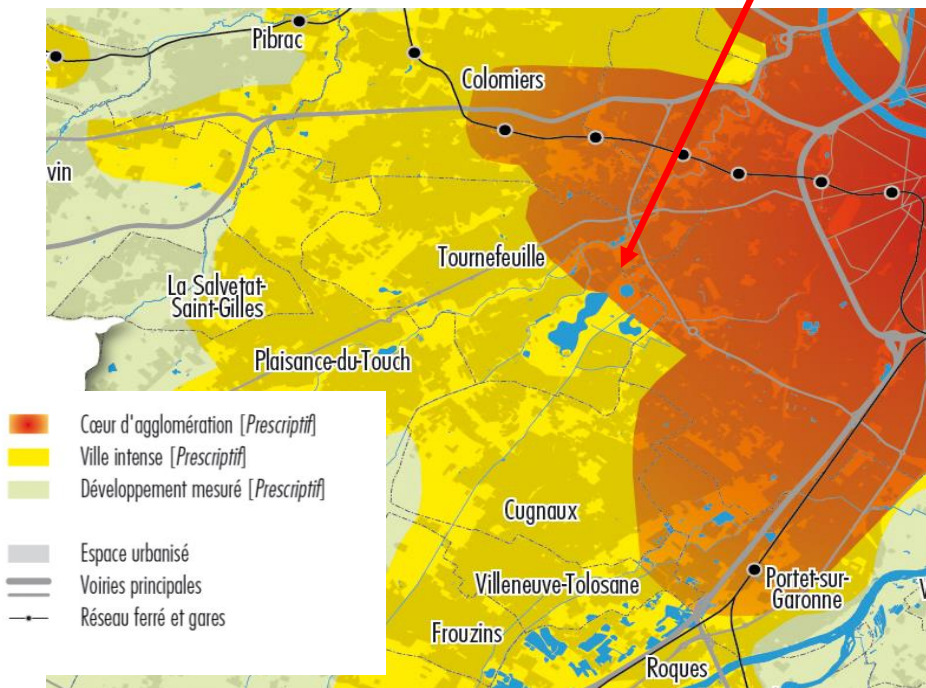 Pibrac
Colomiers
vin
Tournefeuille
La Salvetat-
Saint-Gilles
Plaisance-du-Touch
Cœur d'agglomération [Prescriptif]
Ville intense [Prescriptif]
Développement mesuré [Prescriptif]
Espace urbanisé
Voiries principales
Réseau ferré et gares
Cugnaux
Villeneuve-Tolosane
Portet-sur-
Garonne
V
Frouzins
Roques